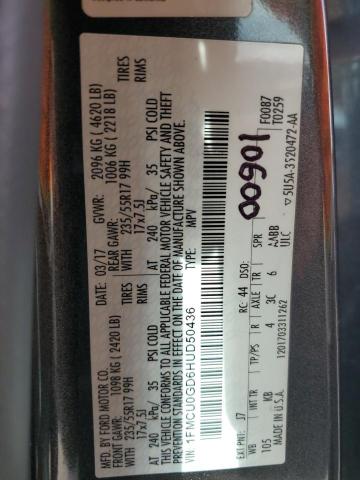 MFD. BY FORD MOTOR CO.
DATE: 03/17 GVWR: 2096 KG ( 4620 LB)
FRONT GAWR: 1098 KG ( 2420 LB) REAR GAWR: 1006 KG ( 2218 LB)
WITH 235/55R17 99H TIRES WITH 235/55R17 99H TIRES
17x7.5J RIMS 17x7.5J RIMS
AT 240 kPa/ 35 PSI COLD AT 240 kPa/ 35 PSI COLD
THIS VEHICLE CONFORMS TO ALL APPLICABLE FEDERAL MOTOR VEHICLE SAFETY AND THEFT
PREVENTION STANDARDS IN EFFECT ON THE DATE OF MANUFACTURE SHOWN ABOVE.
VIN: 1FMCU0GD6HUD50436 TYPE: MPV
00901
F0087
T0259
EXT PNT: J7 RC: 44 DSO:
WB TP/PS R AXLE TR SPR AABB
105 KB 4 3C 6 ULC
MADE IN U.S.A. 1201703311262 5U5A-3520472-AA